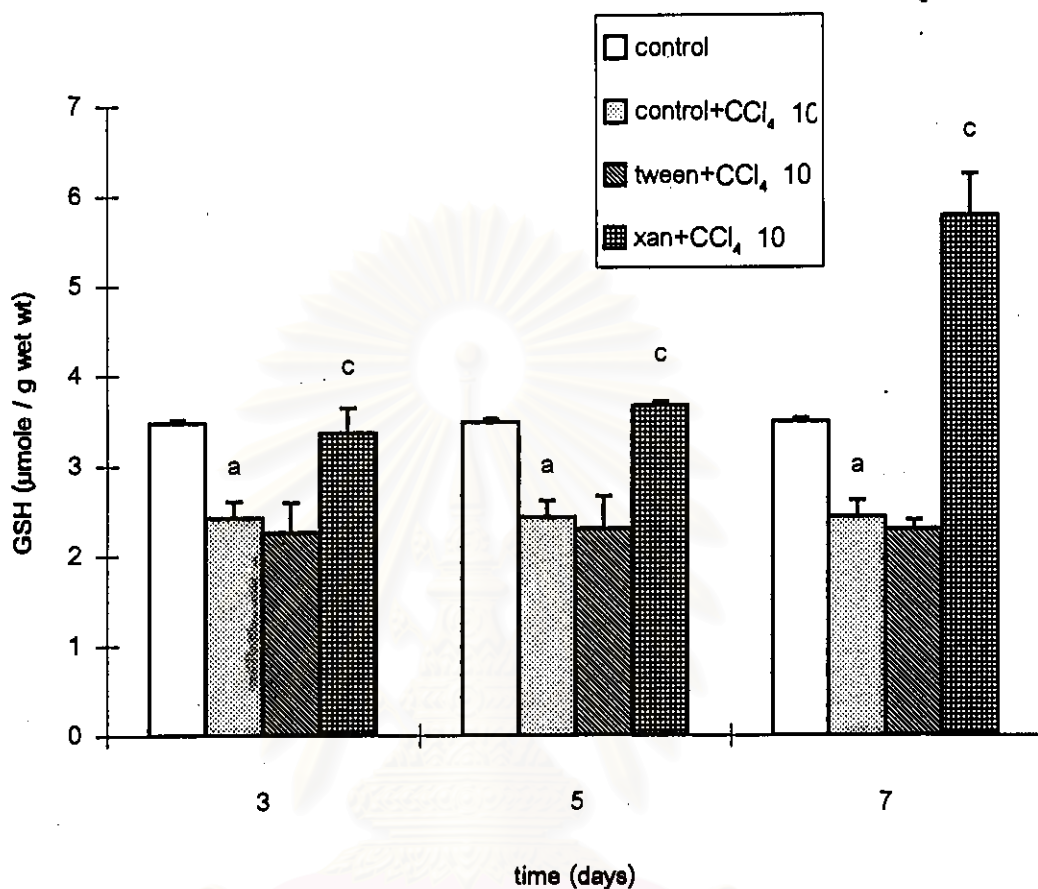 control
control+CCl₄ 10
tween+CCl₄ 10
xan+CCl₄ 10
GSH (µmole / g wet wt)
7
6
5
4
3
2
1
0
a
c
a
c
a
c
3
5
7
time (days)